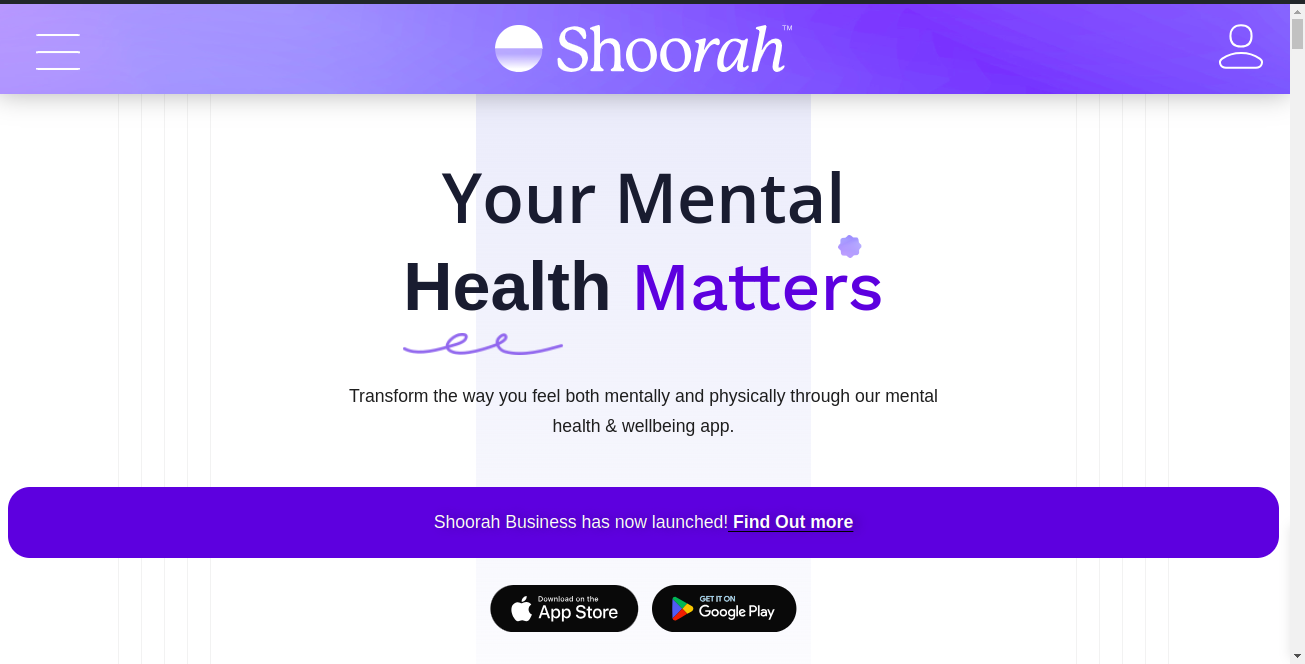 Shoorah™
Your Mental
Health Matters
Transform the way you feel both mentally and physically through our mental
health & wellbeing app.
Shoorah Business has now launched! Find Out more
Download on the
App Store
GET IT ON
Google Play